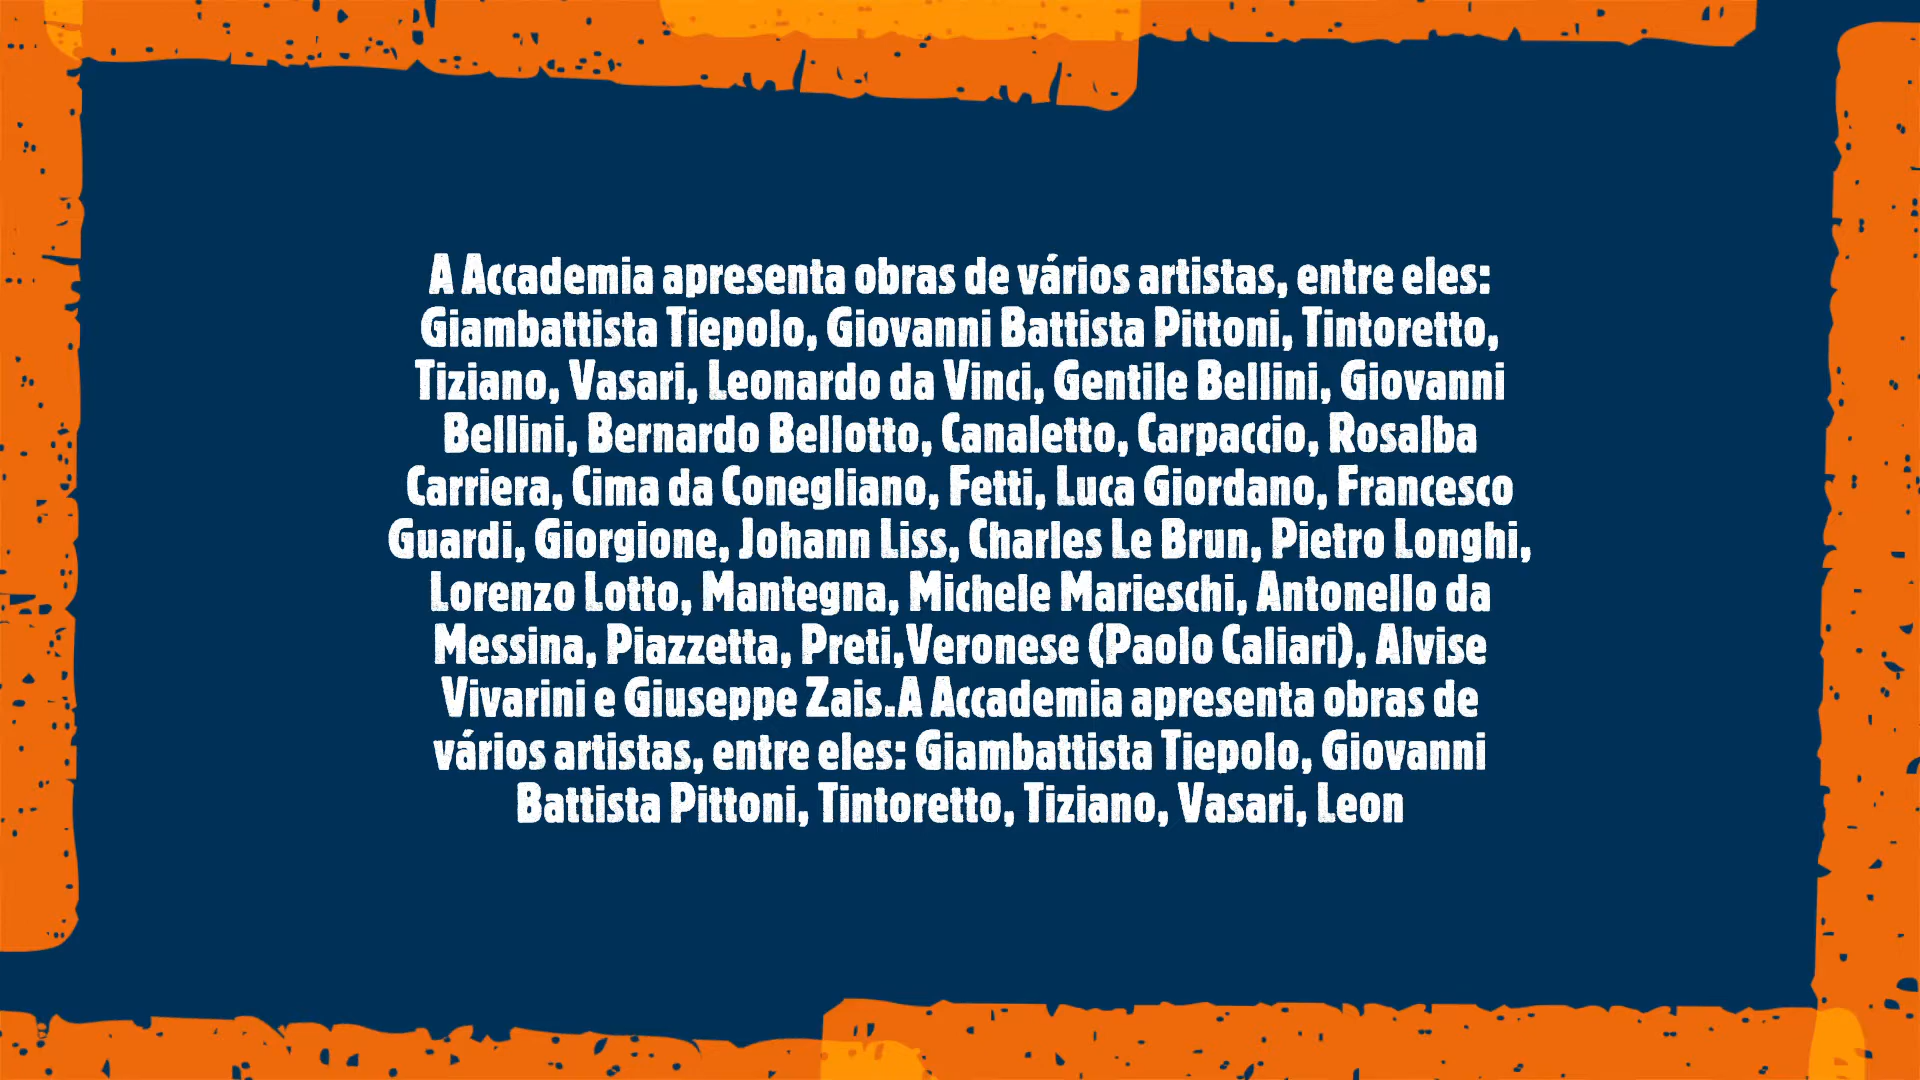 A Accademia apresenta obras de vários artistas, entre eles:
Giambattista Tiepolo, Giovanni Battista Pittoni, Tintoretto,
Tiziano, Vasari, Leonardo da Vinci, Gentile Bellini, Giovanni
Bellini, Bernardo Bellotto, Canaletto, Carpaccio, Rosalba
Carriera, Cima da Conegliano, Fetti, Luca Giordano, Francesco
Guardi, Giorgione, Johann Liss, Charles Le Brun, Pietro Longhi,
Lorenzo Lotto, Mantegna, Michele Marieschi, Antonello da
Messina, Piazzetta, Preti,Veronese (Paolo Caliari), Alvise
Vivarini e Giuseppe Zais.A Accademia apresenta obras de
vários artistas, entre eles: Giambattista Tiepolo, Giovanni
Battista Pittoni, Tintoretto, Tiziano, Vasari, Leon